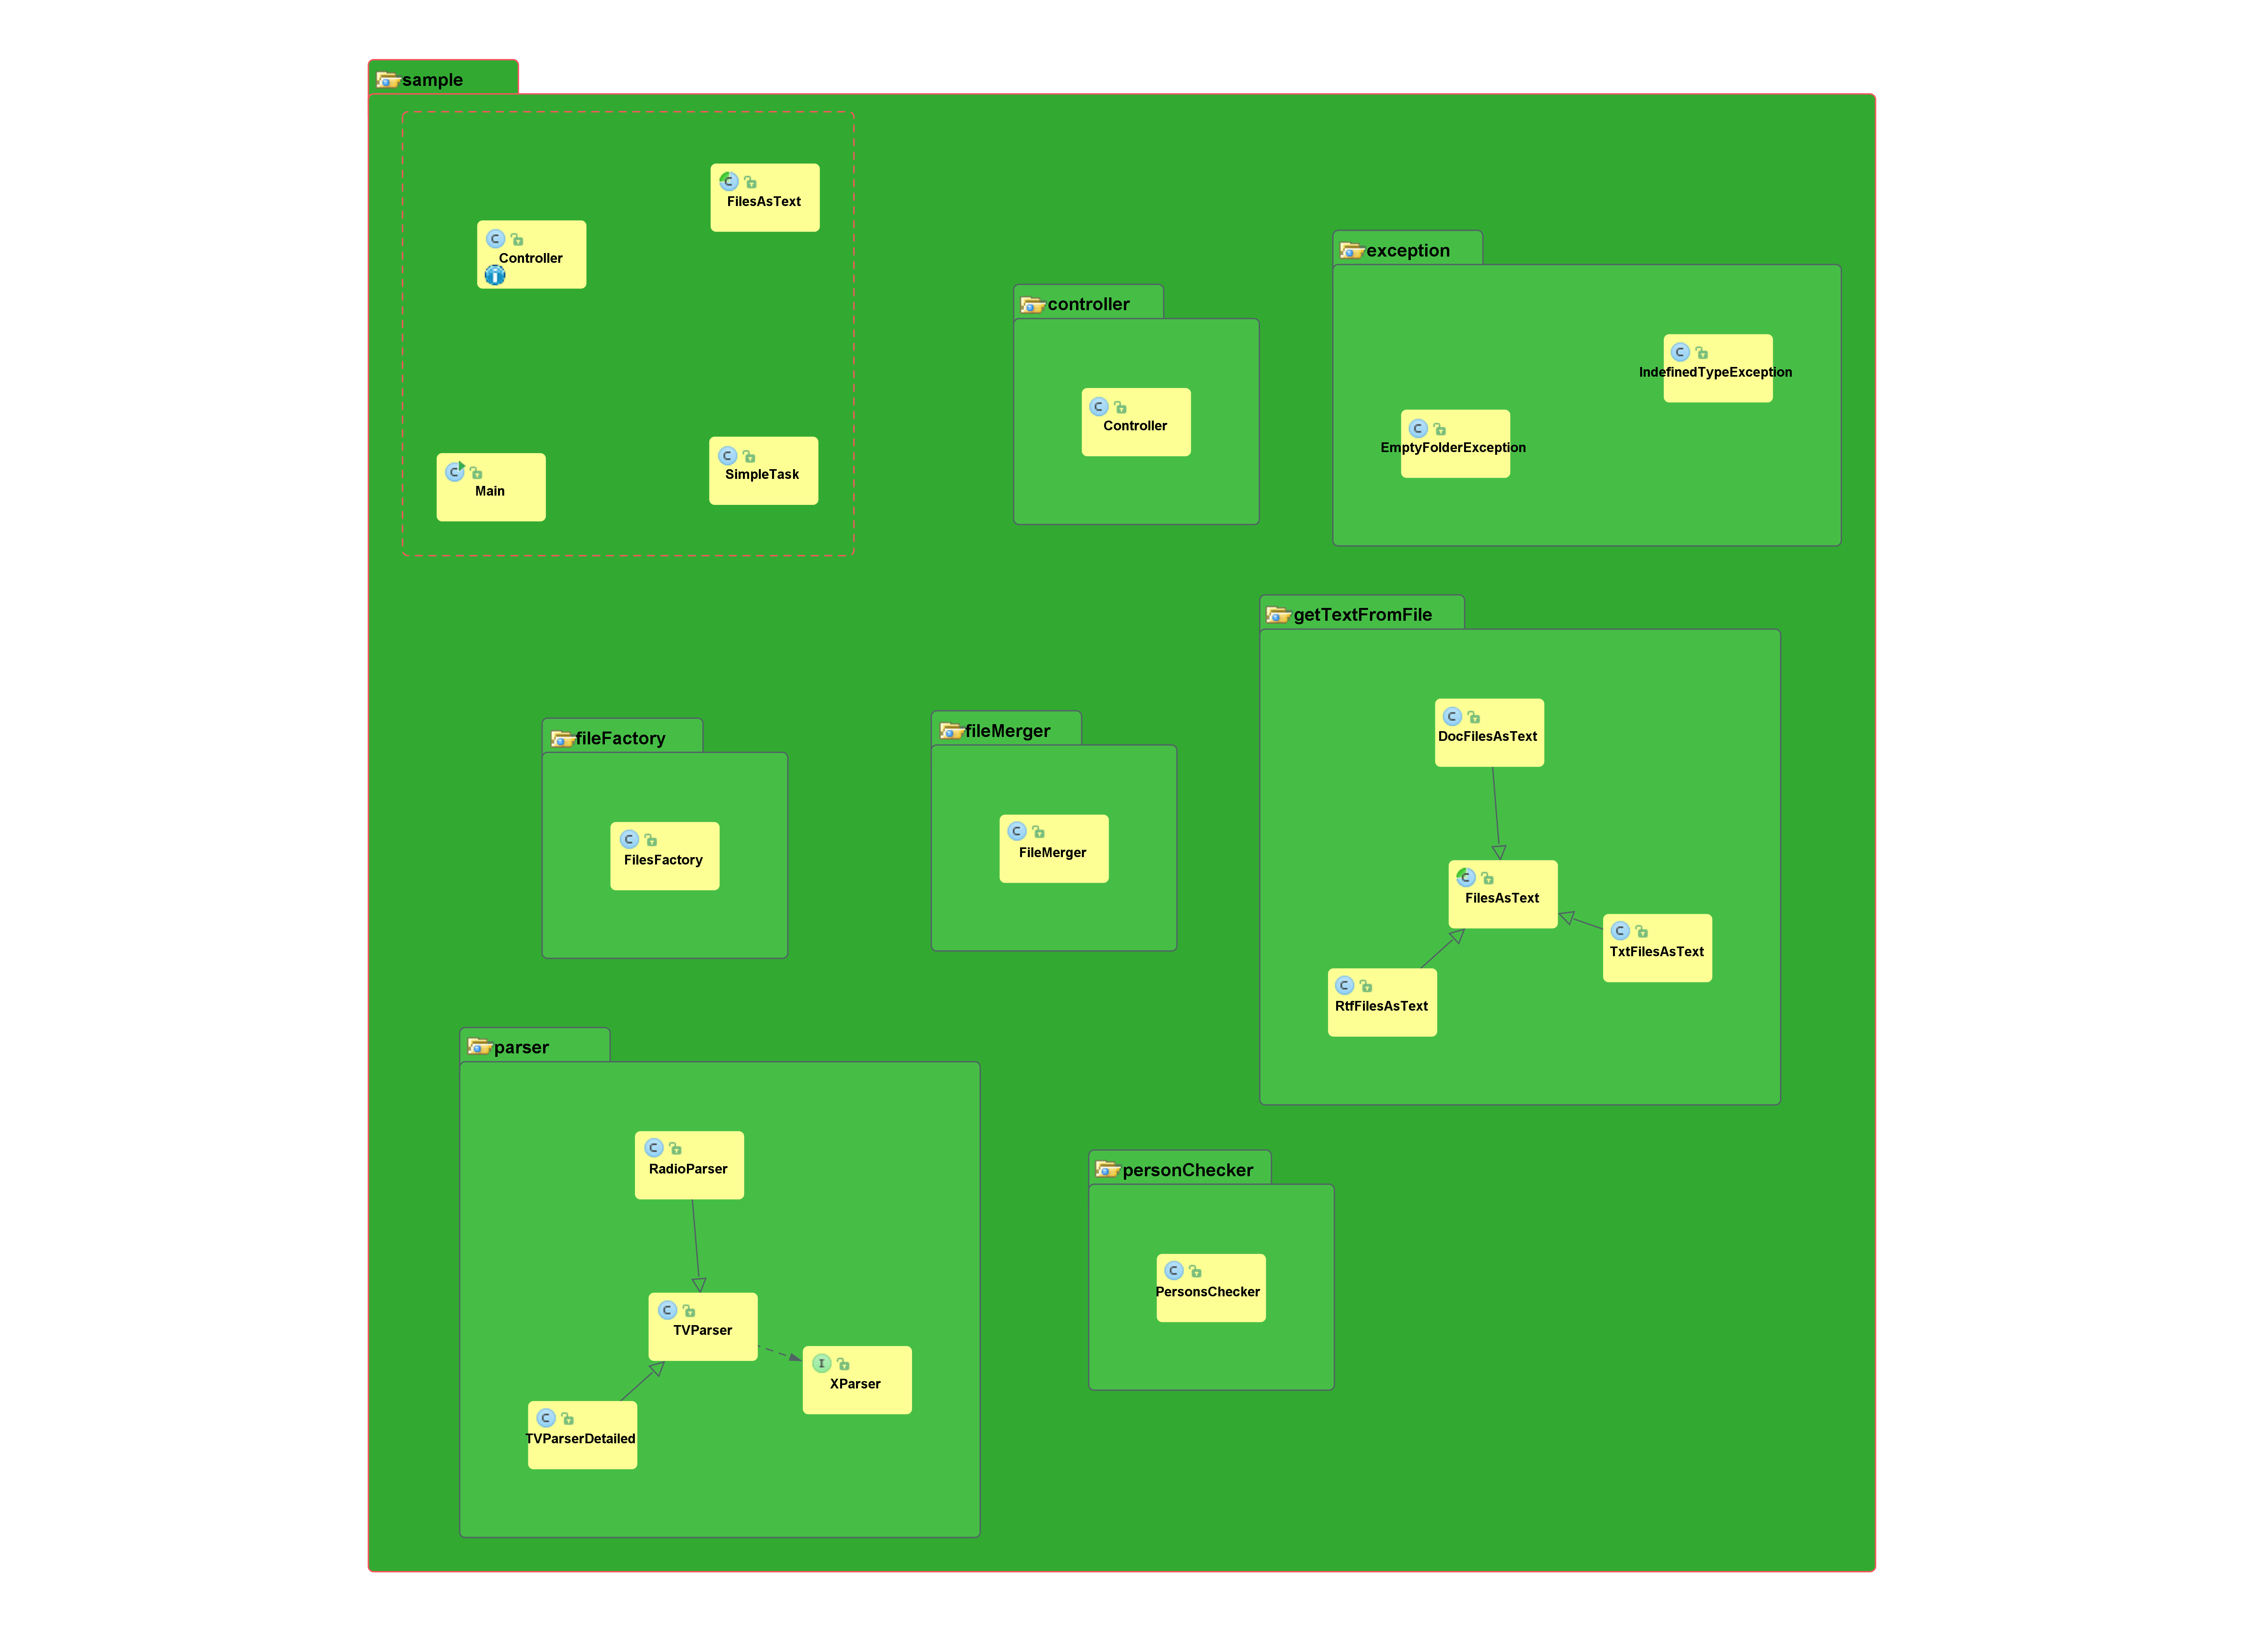 sample
FilesAsText
Controller
Main
SimpleTask
controller
Controller
exception
IndefinedTypeException
EmptyFolderException
getTextFromFile
DocFilesAsText
FilesAsText
TxtFilesAsText
RtfFilesAsText
fileFactory
FilesFactory
fileMerger
FileMerger
parser
RadioParser
TVParser
XParser
TVParserDetailed
personChecker
PersonsChecker